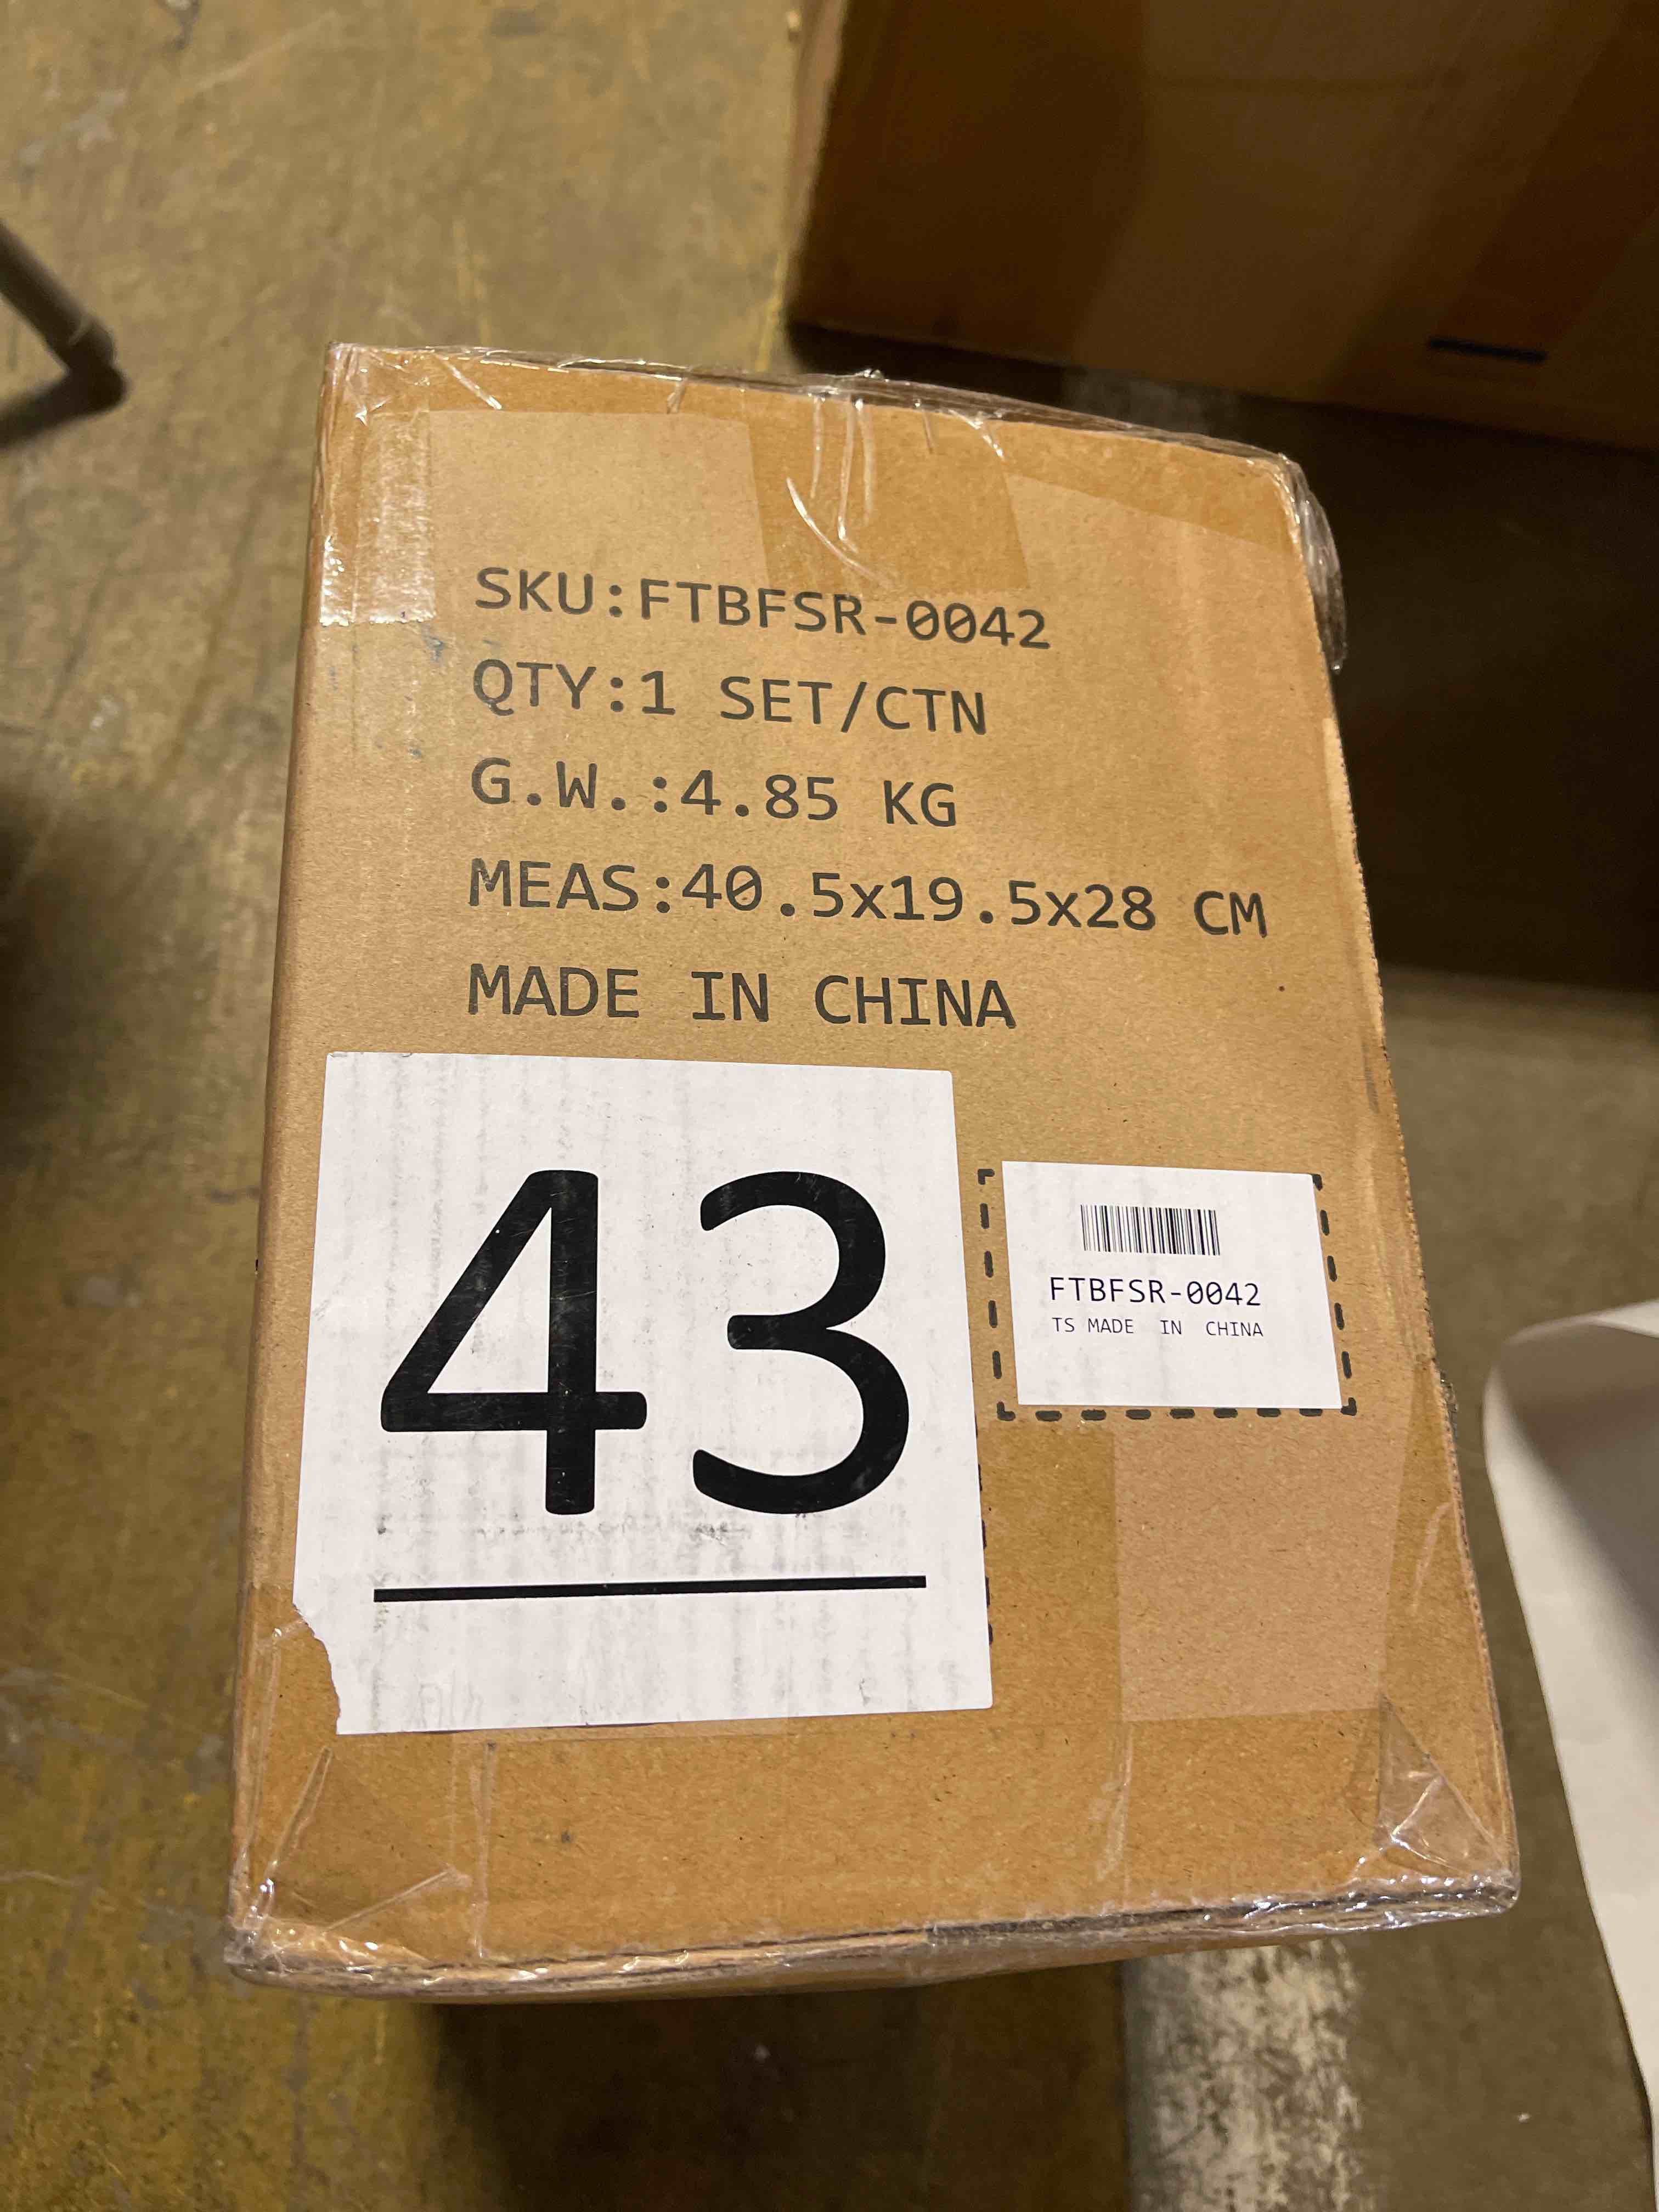 SKU:FTBFSR-0042
QTY:1 SET/CTN
G.W.:4.85 KG
MEAS:40.5x19.5x28 CM
MADE IN CHINA
43
FTBFSR-0042
TS MADE IN CHINA